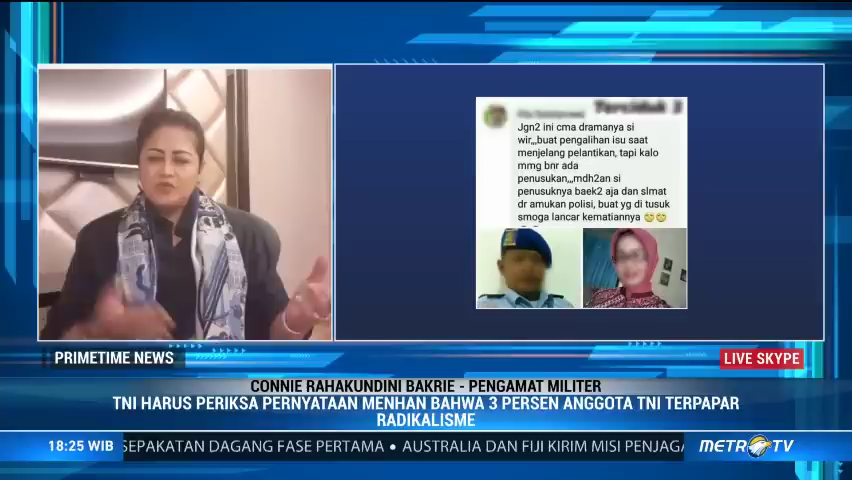 Terciduk 3
Jgn2 ini cma dramanya si
wir,,,buat pengalihan isu saat
menjelang pelantikan, tapi kalo
mmg bnr ada
penusukan,,,mdh2an si
penusuknya baek2 aja dan slmat
dr amukan polisi, buat yg di tusuk
smoga lancar kematiannya 🙄🙄
PRIMETIME NEWS
LIVE SKYPE
CONNIE RAHAKUNDINI BAKRIE - PENGAMAT MILITER
TNI HARUS PERIKSA PERNYATAAN MENHAN BAHWA 3 PERSEN ANGGOTA TNI TERPAPAR
RADIKALISME
18:25 WIB
SEPAKATAN DAGANG FASE PERTAMA • AUSTRALIA DAN FIJI KIRIM MISI PENJAGA
METRO TV